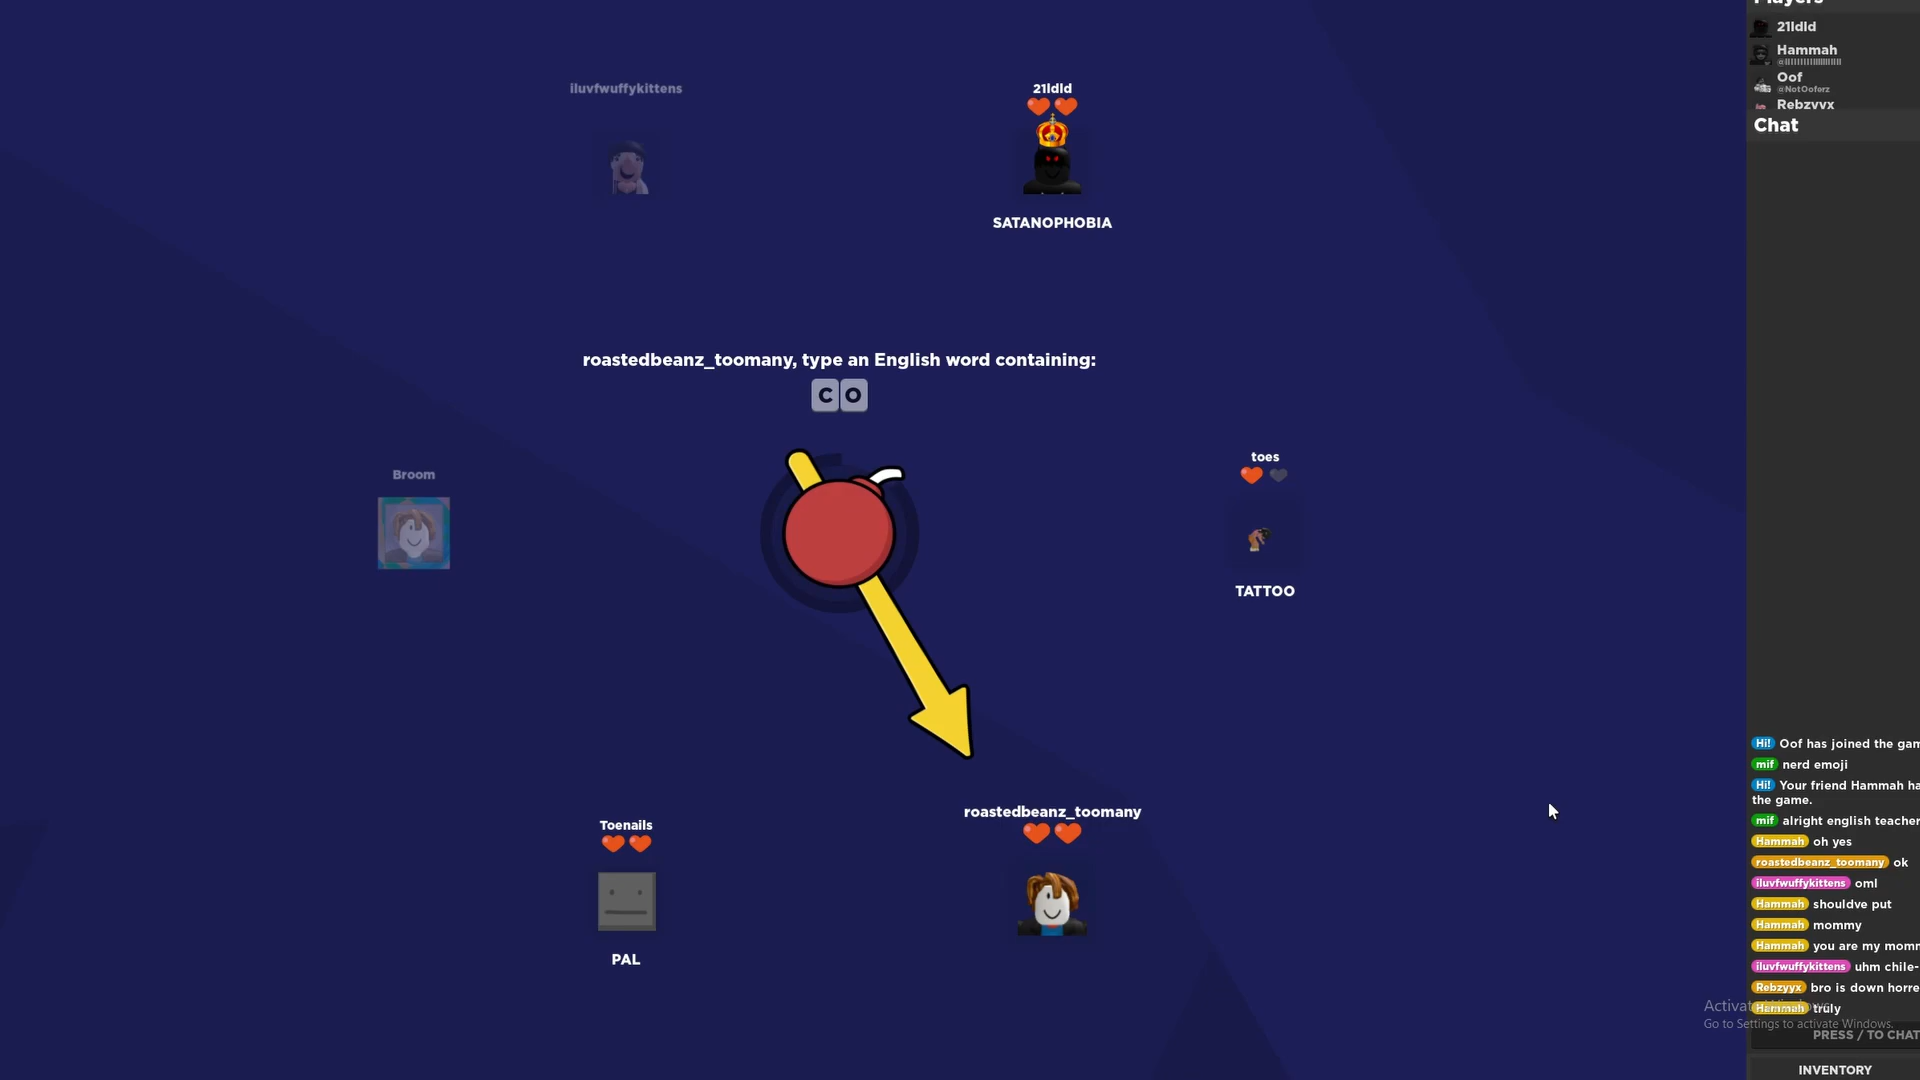 Players
21ldld
Hammah
Oof
@NotOoferz
Rebzyyx
Chat
iluvfwuffykittens
21ldld
SATANOPHOBIA
roastedbeanz_toomany, type an English word containing:
CO
Broom
toes
TATTOO
Toenails
PAL
roastedbeanz_toomany
Hi! Oof has joined the gam
mif nerd emoji
Hi! Your friend Hammah ha
the game.
mif alright english teacher
Hammah oh yes
roastedbeanz_toomany ok
iluvfwuffykittens oml
Hammah shouldve put
Hammah mommy
Hammah you are my momm
iluvfwuffykittens uhm chile-
Rebzyyx bro is down horre
Hammah truly
Activate Windows
Go to Settings to activate Windows.
PRESS / TO CHAT
INVENTORY